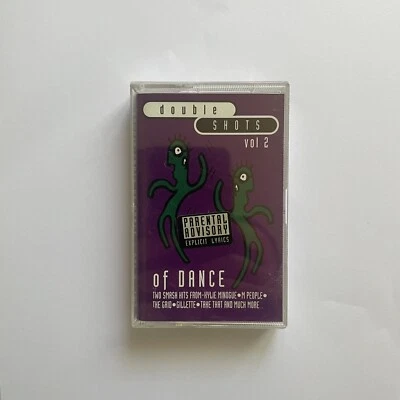 double
SHOTS
vol 2
PARENTAL
ADVISORY
EXPLICIT LYRICS
of DANCE
TWO SMASH HITS FROM-KYLIE MINOGUE•M PEOPLE•
THE GRID•GILLETTE•TAKE THAT AND MUCH MORE